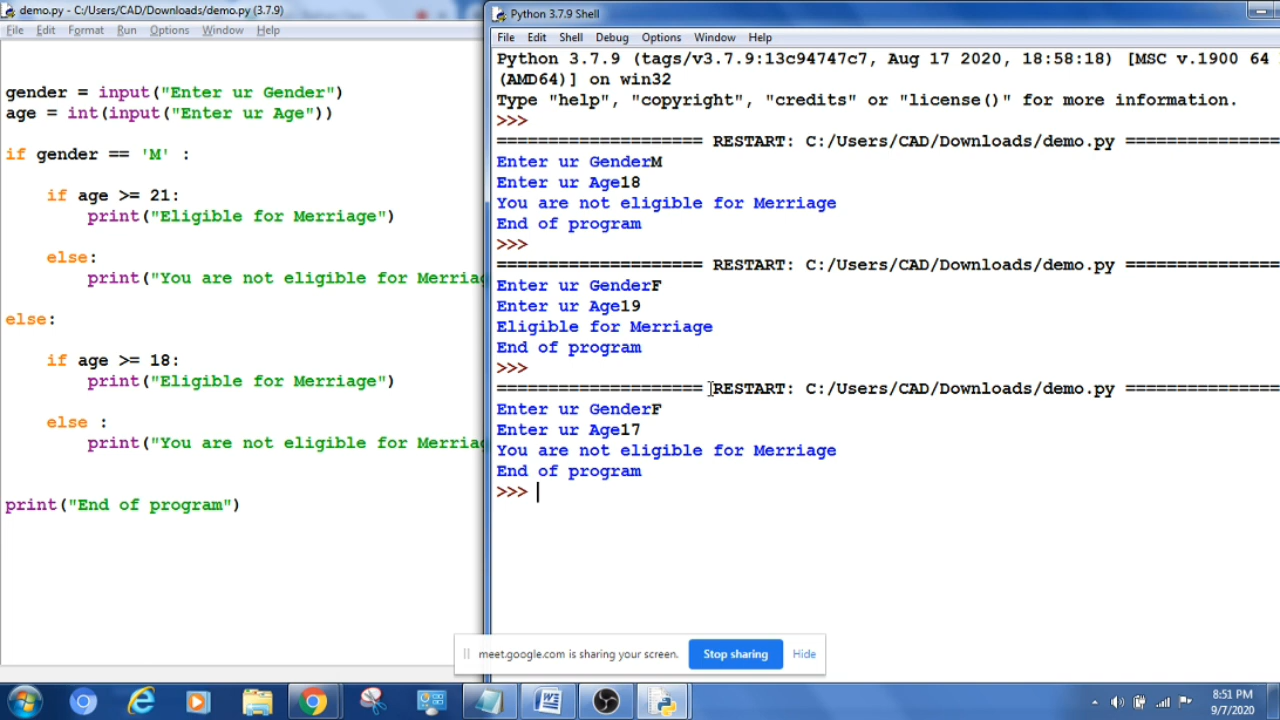 demo.py - C:/Users/CAD/Downloads/demo.py (3.7.9)
File Edit Format Run Options Window Help
gender = input("Enter ur Gender")
age = int(input("Enter ur Age"))
if gender == 'M' :
if age >= 21:
print("Eligible for Merriage")
else:
print("You are not eligible for Merriag
else:
if age >= 18:
print("Eligible for Merriage")
else :
print("You are not eligible for Merriag
print("End of program")
Python 3.7.9 Shell
File Edit Shell Debug Options Window Help
Python 3.7.9 (tags/v3.7.9:13c94747c7, Aug 17 2020, 18:58:18) [MSC v.1900 64
(AMD64)] on win32
Type "help", "copyright", "credits" or "license()" for more information.
>>>
==================== RESTART: C:/Users/CAD/Downloads/demo.py ===============
Enter ur GenderM
Enter ur Age18
You are not eligible for Merriage
End of program
>>>
==================== RESTART: C:/Users/CAD/Downloads/demo.py ===============
Enter ur GenderF
Enter ur Age19
Eligible for Merriage
End of program
>>>
==================== RESTART: C:/Users/CAD/Downloads/demo.py ===============
Enter ur GenderF
Enter ur Age17
You are not eligible for Merriage
End of program
>>>
meet.google.com is sharing your screen. Stop sharing Hide
8:51 PM
9/7/2020